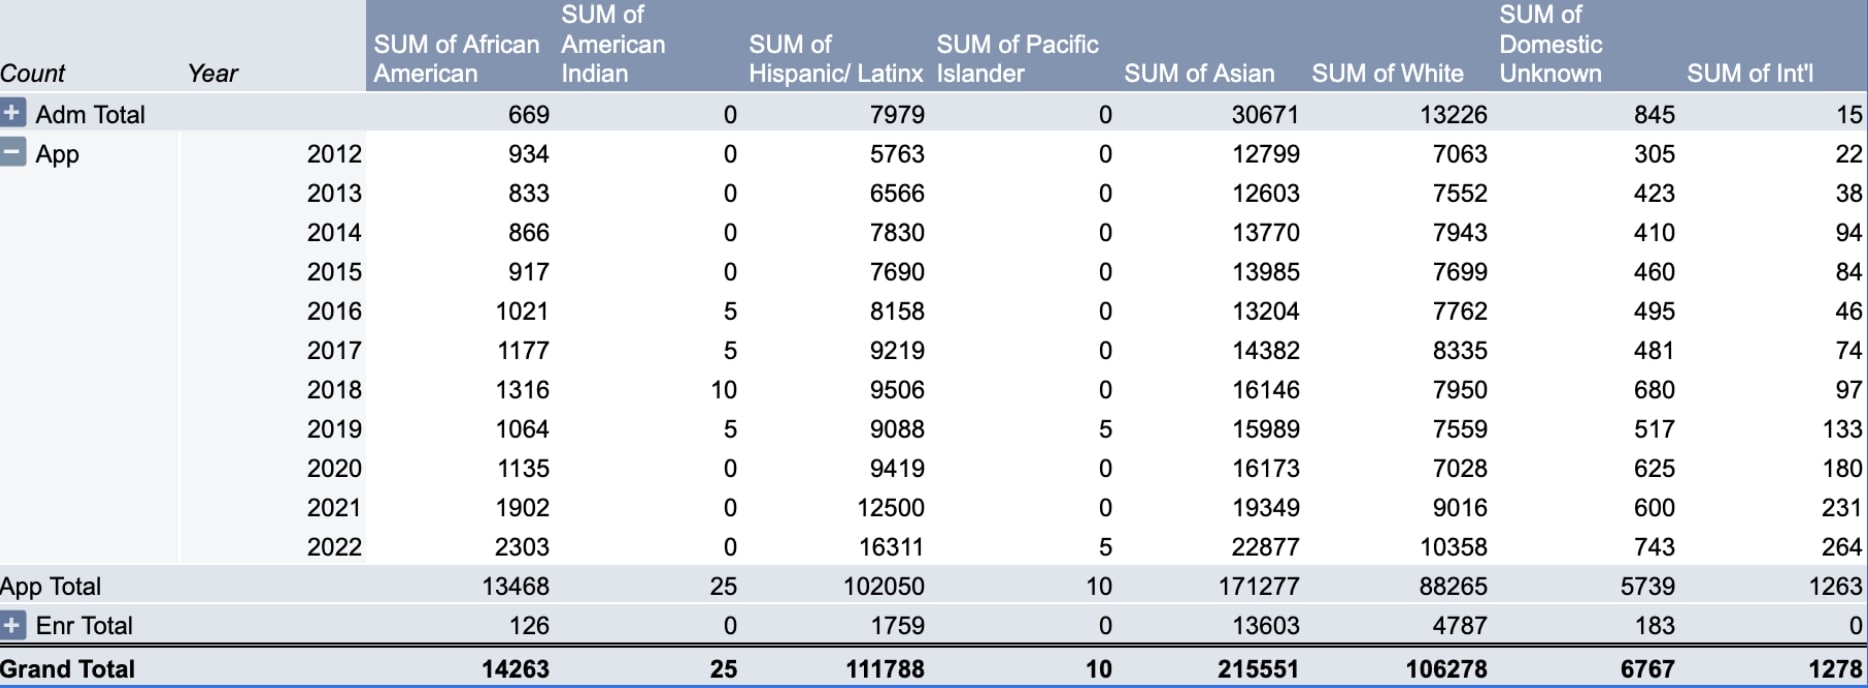 Count Year SUM of African American SUM of American Indian SUM of Hispanic/ Latinx SUM of Pacific Islander SUM of Asian SUM of White SUM of Domestic Unknown SUM of Int'l
+ Adm Total 669 0 7979 0 30671 13226 845 15
− App 2012 934 0 5763 0 12799 7063 305 22
2013 833 0 6566 0 12603 7552 423 38
2014 866 0 7830 0 13770 7943 410 94
2015 917 0 7690 0 13985 7699 460 84
2016 1021 5 8158 0 13204 7762 495 46
2017 1177 5 9219 0 14382 8335 481 74
2018 1316 10 9506 0 16146 7950 680 97
2019 1064 5 9088 5 15989 7559 517 133
2020 1135 0 9419 0 16173 7028 625 180
2021 1902 0 12500 0 19349 9016 600 231
2022 2303 0 16311 5 22877 10358 743 264
App Total 13468 25 102050 10 171277 88265 5739 1263
+ Enr Total 126 0 1759 0 13603 4787 183 0
Grand Total 14263 25 111788 10 215551 106278 6767 1278